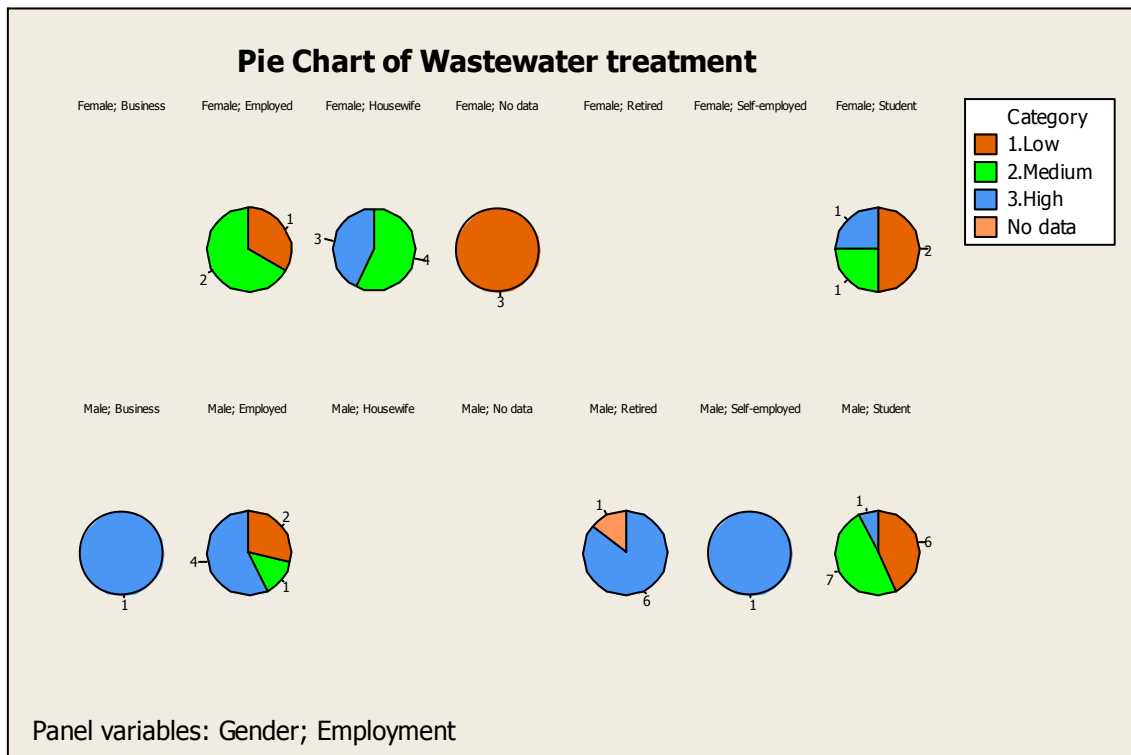 Pie Chart of Wastewater treatment
Female; Business Female; Employed Female; Housewife Female; No data Female; Retired Female; Self-employed Female; Student
Category
1.Low
2.Medium
3.High
No data
1
2
3
4
3
1
2
1
Male; Business Male; Employed Male; Housewife Male; No data Male; Retired Male; Self-employed Male; Student
1
2
4
1
1
6
1
1
6
7
Panel variables: Gender; Employment